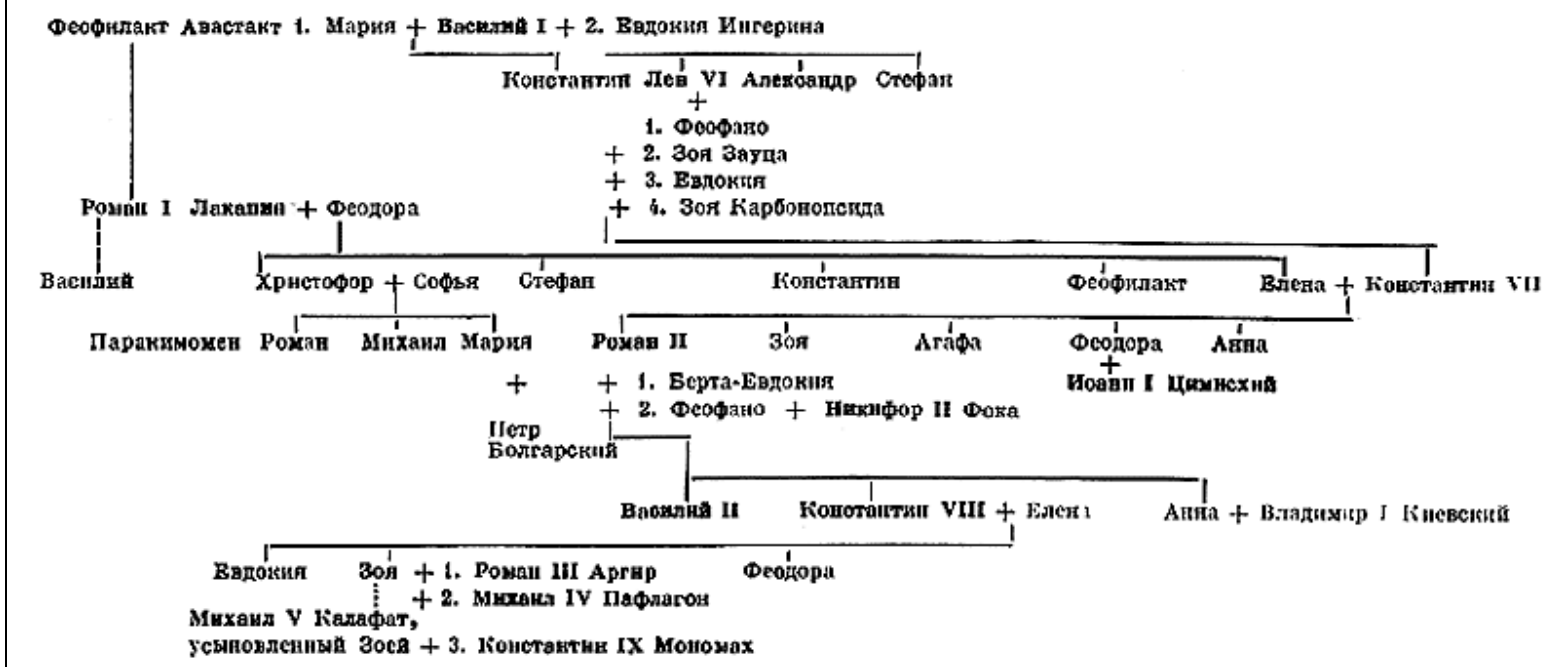 Феофилакт Авастакт 1. Мария + Василий I + 2. Евдокия Ингерина
Константин Лев VI Александр Стефан
+
1. Феофано
+ 2. Зоя Зауца
+ 3. Евдокия
Роман I Лакапин + Феодора + 4. Зоя Карбонопсида
Василий Христофор + Софья Стефан Константин Феофилакт Елена + Константин VII
Паракимомен Роман Михаил Мария Роман II Зоя Агафа Феодора Анна
+ + 1. Берта-Евдокия + Иоанн I Цимисхий
+ 2. Феофано + Никифор II Фока
Петр
Болгарский
Василий II Константин VIII + Елена Анна + Владимир I Киевский
Евдокия Зоя + 1. Роман III Аргир Феодора
+ 2. Михаил IV Пафлагон
Михаил V Калафат,
усыновленный Зоей + 3. Константин IX Мономах